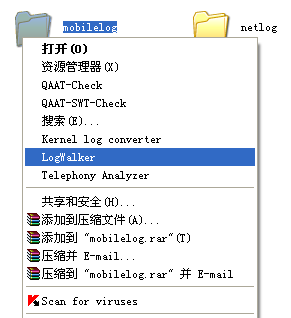 mobilelog
netlog
打开(O)
资源管理器(X)
QAAT-Check
QAAT-SWT-Check
搜索(E)...
Kernel log converter
LogWalker
Telephony Analyzer
共享和安全(H)...
添加到压缩文件(A)...
添加到 "mobilelog.rar"(T)
压缩并 E-mail...
压缩到 "mobilelog.rar" 并 E-mail
Scan for viruses